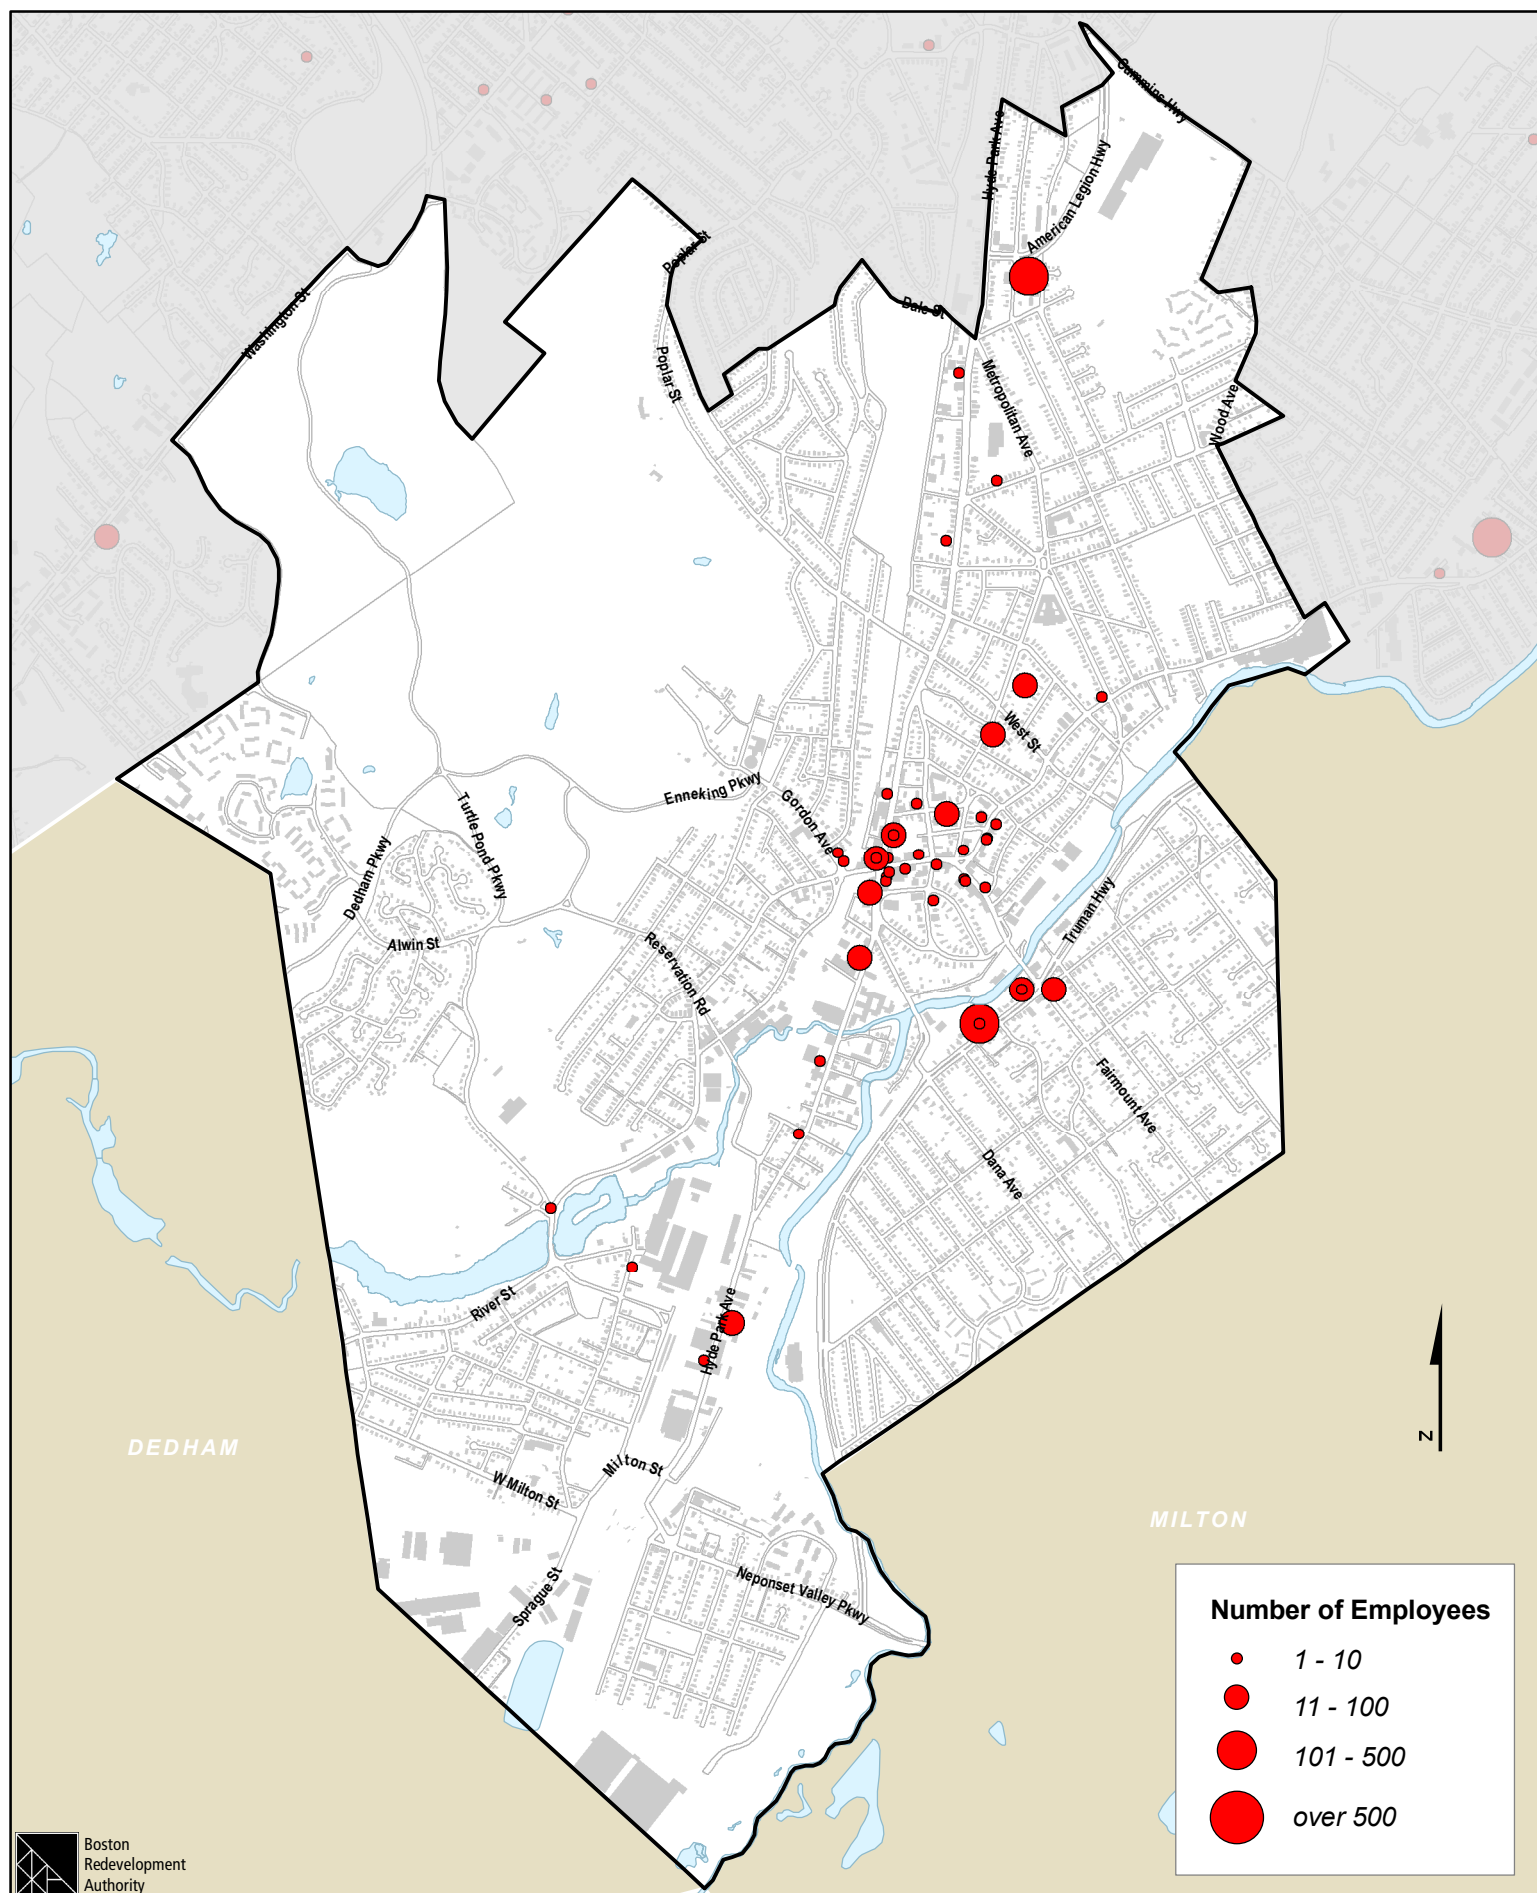 Cummins Hwy
Hyde Park Ave
American Legion Hwy
Poplar St
Washington St
Dale St
Poplar St
Metropolitan Ave
Wood Ave
West St
Enneking Pkwy
Gordon Ave
Turtle Pond Pkwy
Dedham Pkwy
Alwin St
Truman Hwy
Reservation Rd
Fairmount Ave
Dana Ave
River St
Hyde Park Ave
DEDHAM
Milton St
W Milton St
MILTON
Neponset Valley Pkwy
Sprague St
N
Number of Employees
1 - 10
11 - 100
101 - 500
over 500
Boston
Redevelopment
Authority